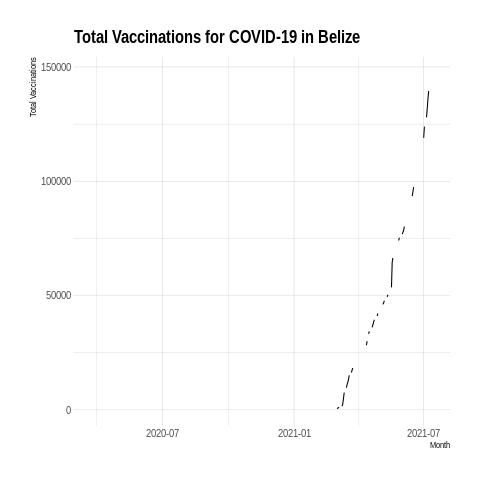 Total Vaccinations for COVID-19 in Belize
Total Vaccinations
150000
100000
50000
0
2020-07
2021-01
2021-07
Month